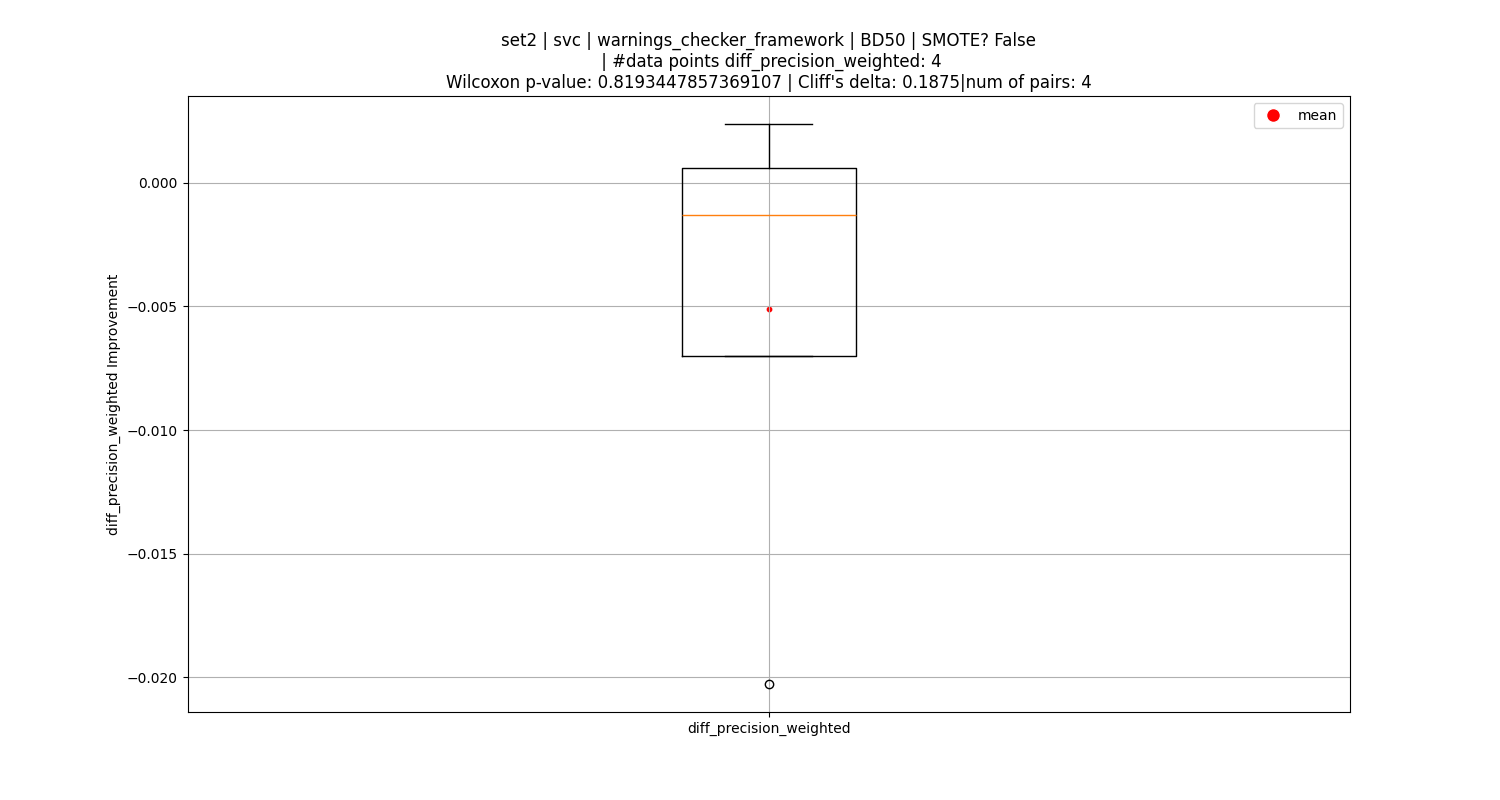 set2 | svc | warnings_checker_framework | BD50 | SMOTE? False
| #data points diff_precision_weighted: 4
Wilcoxon p-value: 0.8193447857369107 | Cliff's delta: 0.1875|num of pairs: 4
mean
0.000
−0.005
−0.010
−0.015
−0.020
diff_precision_weighted Improvement
diff_precision_weighted